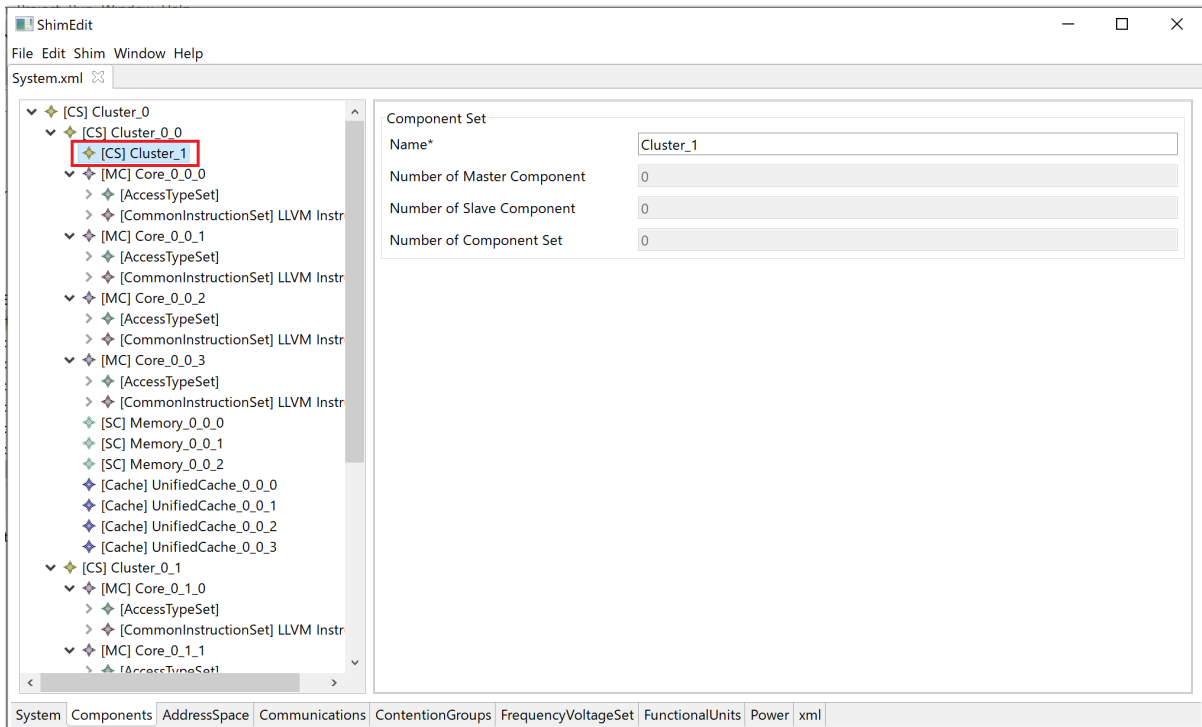 ShimEdit
File Edit Shim Window Help
System.xml
[CS] Cluster_0
[CS] Cluster_0_0
[CS] Cluster_1
[MC] Core_0_0_0
[AccessTypeSet]
[CommonInstructionSet] LLVM Instr
[MC] Core_0_0_1
[AccessTypeSet]
[CommonInstructionSet] LLVM Instr
[MC] Core_0_0_2
[AccessTypeSet]
[CommonInstructionSet] LLVM Instr
[MC] Core_0_0_3
[AccessTypeSet]
[CommonInstructionSet] LLVM Instr
[SC] Memory_0_0_0
[SC] Memory_0_0_1
[SC] Memory_0_0_2
[Cache] UnifiedCache_0_0_0
[Cache] UnifiedCache_0_0_1
[Cache] UnifiedCache_0_0_2
[Cache] UnifiedCache_0_0_3
[CS] Cluster_0_1
[MC] Core_0_1_0
[AccessTypeSet]
[CommonInstructionSet] LLVM Instr
[MC] Core_0_1_1
[AccessTypeSet]
Component Set
Name* Cluster_1
Number of Master Component 0
Number of Slave Component 0
Number of Component Set 0
System Components AddressSpace Communications ContentionGroups FrequencyVoltageSet FunctionalUnits Power xml